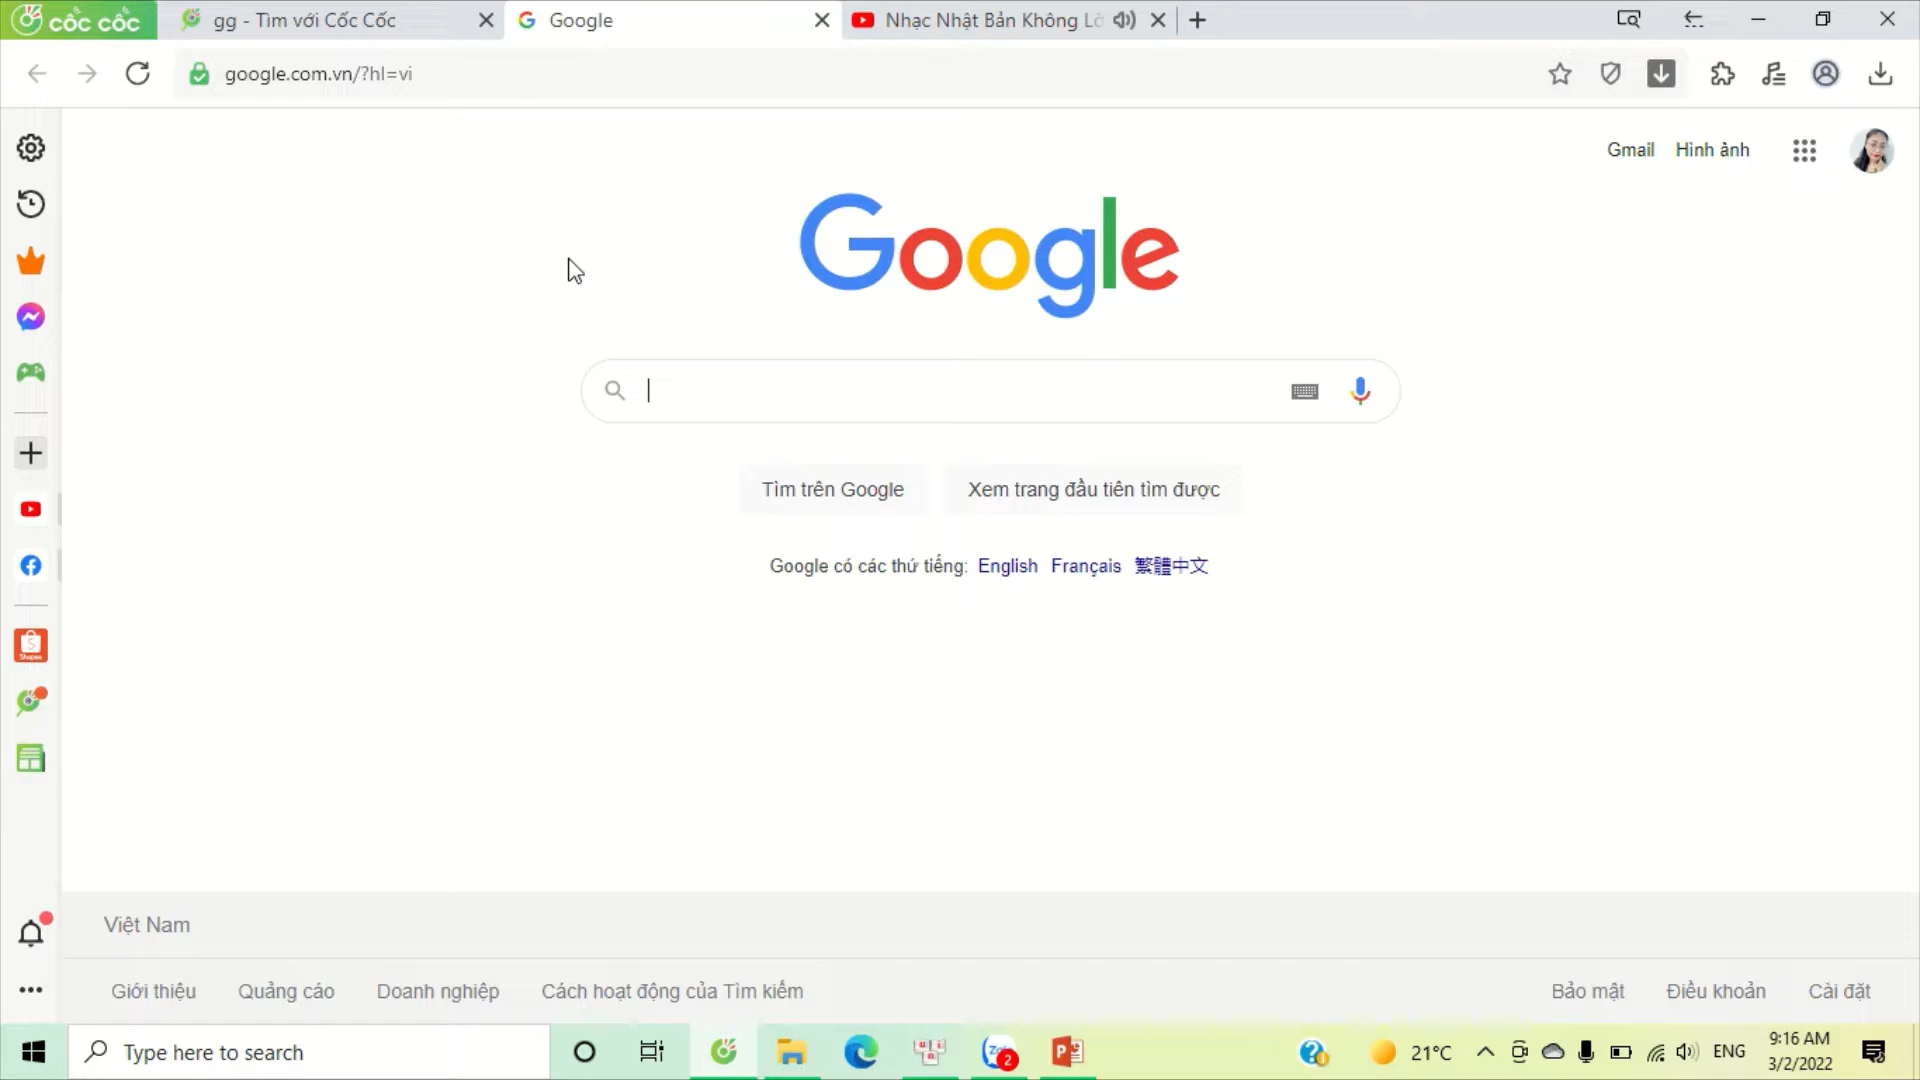 cốc cốc
gg - Tìm với Cốc Cốc
Google
Nhạc Nhật Bản Không Lờ
google.com.vn/?hl=vi
Gmail Hình ảnh
Google
Tìm trên Google
Xem trang đầu tiên tìm được
Google có các thứ tiếng: English Français 繁體中文
Shopee
Việt Nam
Giới thiệu Quảng cáo Doanh nghiệp Cách hoạt động của Tìm kiếm
Bảo mật Điều khoản Cài đặt
Type here to search
2
21°C
ENG
9:16 AM
3/2/2022